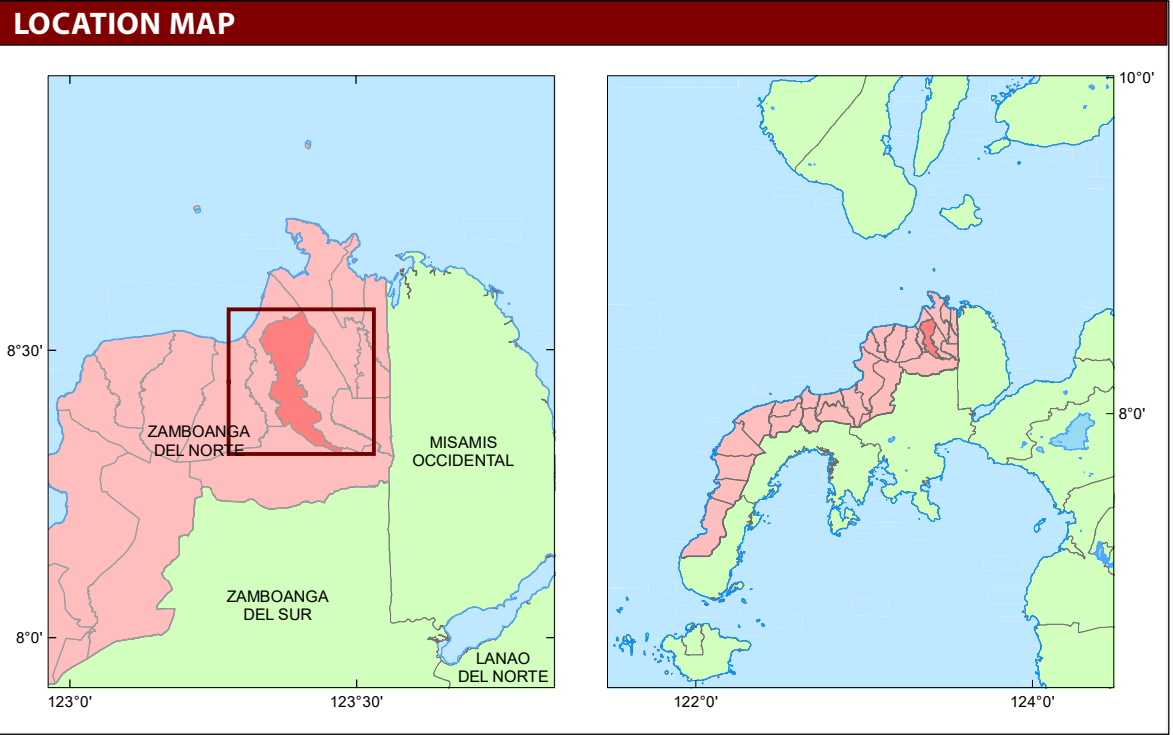 LOCATION MAP
10°0'
8°30'
ZAMBOANGA
DEL NORTE
MISAMIS
OCCIDENTAL
8°0'
ZAMBOANGA
DEL SUR
8°0'
LANAO
DEL NORTE
123°0'
123°30'
122°0'
124°0'